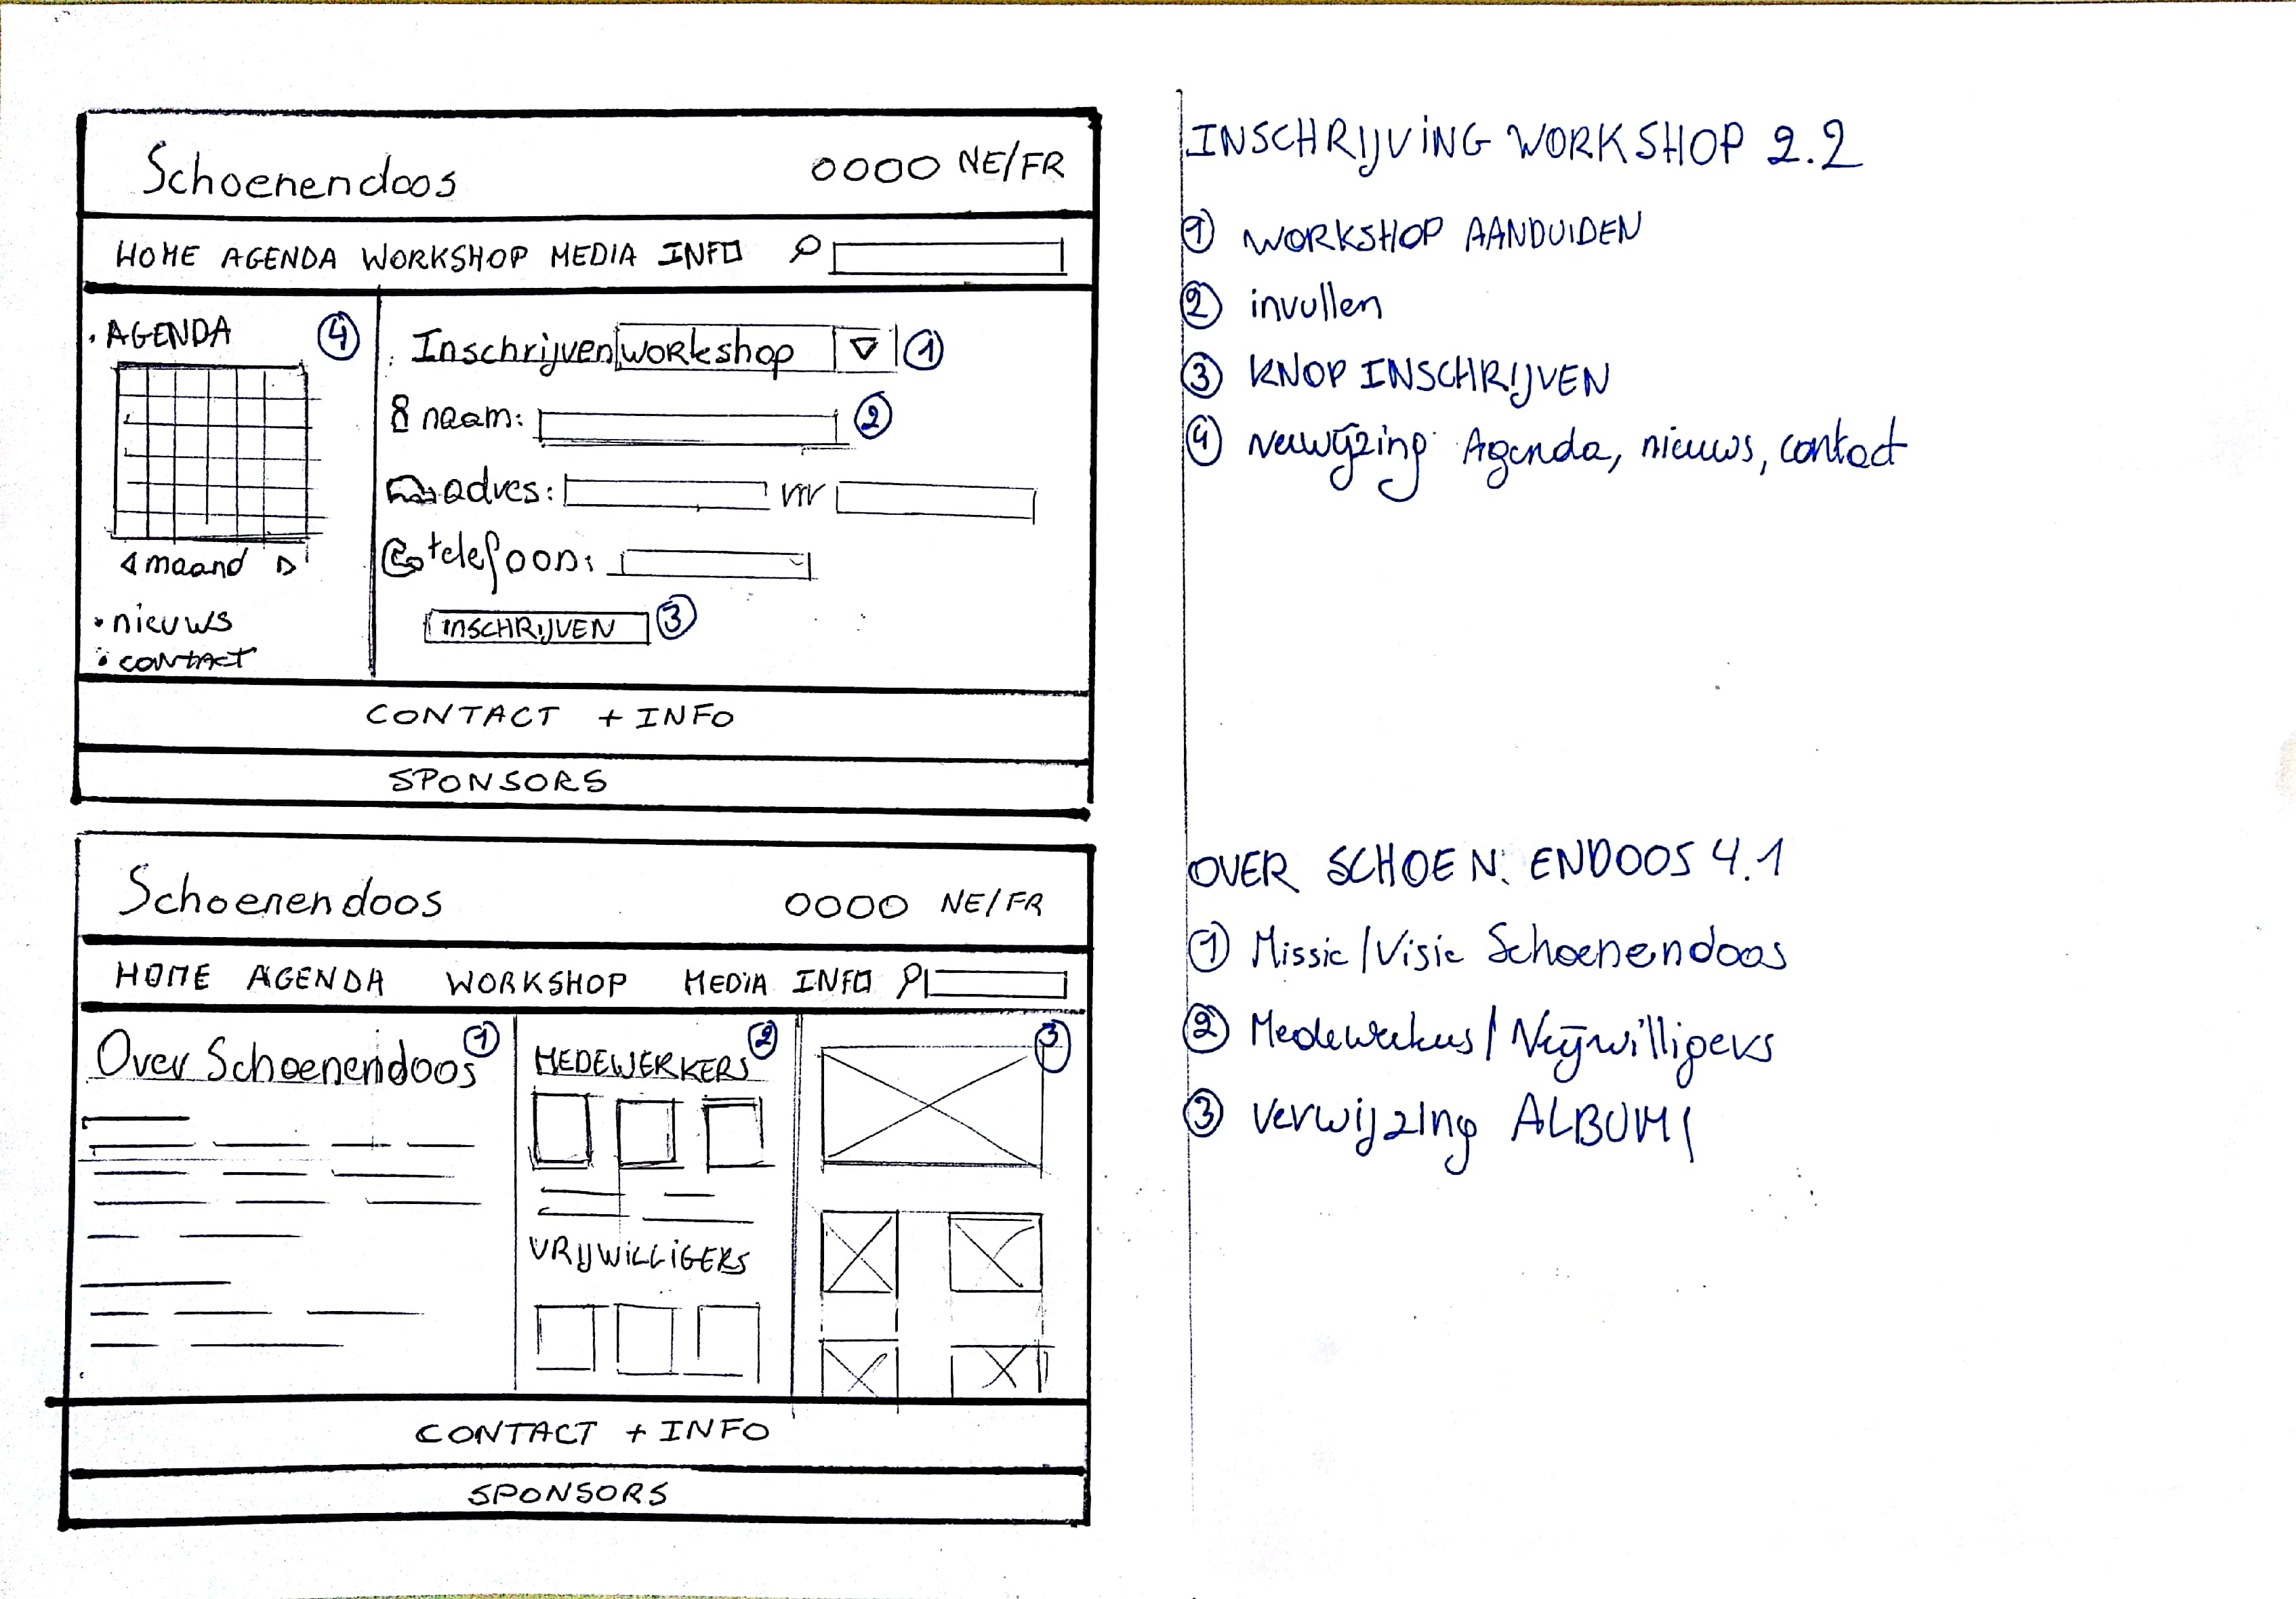 Schoenendoos
0000 NE/FR
HOME AGENDA WORKSHOP MEDIA INFO
. AGENDA 4
maand
• nieuws
• CONTACT
Inschrijven workshop 1
naam: 2
adres: nr
telefoon:
INSCHRIJVEN 3
CONTACT + INFO
SPONSORS
INSCHRIJVING WORKSHOP 2.2
1 WORKSHOP AANDUIDEN
2 invullen
3 KNOP INSCHRIJVEN
4 verwijzing Agenda, nieuws, contact
Schoenendoos
0000 NE/FR
HOME AGENDA WORKSHOP MEDIA INFO
Over Schoenendoos 1
MEDEWERKERS 2
VRIJWILLIGERS
3
CONTACT + INFO
SPONSORS
OVER SCHOENENDOOS 4.1
1 Missie/Visie Schoenendoos
2 Medewerkers/Vrijwilligers
3 verwijzing ALBUM